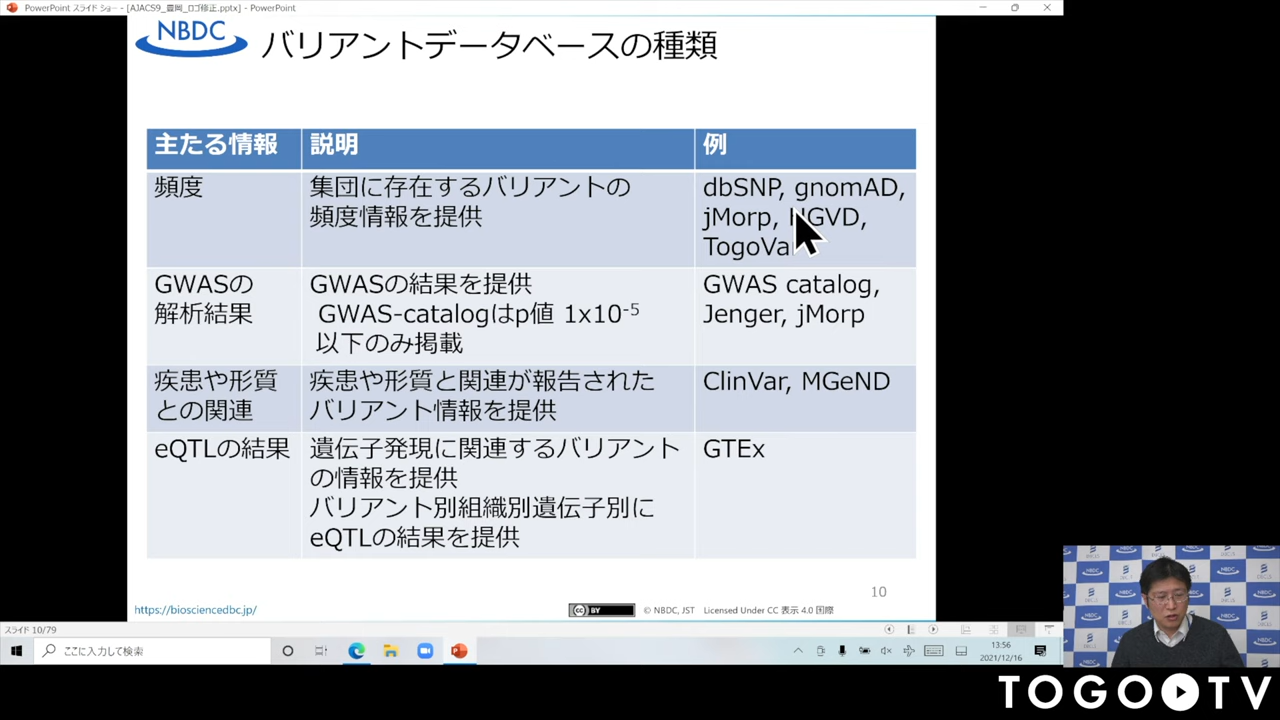 PowerPoint スライド ショー - [AJACS9_豊岡_ロゴ修正.pptx] - PowerPoint
NBDC
バリアントデータベースの種類
主たる情報 説明 例
頻度
集団に存在するバリアントの
頻度情報を提供
dbSNP, gnomAD,
jMorp, HGVD,
TogoVa
GWASの
解析結果
GWASの結果を提供
GWAS-catalogはp値 1x10-5
以下のみ掲載
GWAS catalog,
Jenger, jMorp
疾患や形質
との関連
疾患や形質と関連が報告された
バリアント情報を提供
ClinVar, MGeND
eQTLの結果
遺伝子発現に関連するバリアント
の情報を提供
バリアント別組織別遺伝子別に
eQTLの結果を提供
GTEx
10
https://biosciencedbc.jp/
CC BY
© NBDC, JST Licensed Under CC 表示 4.0 国際
スライド 10/79
ここに入力して検索
13:56
2021/12/16
NBDC
TOGO TV